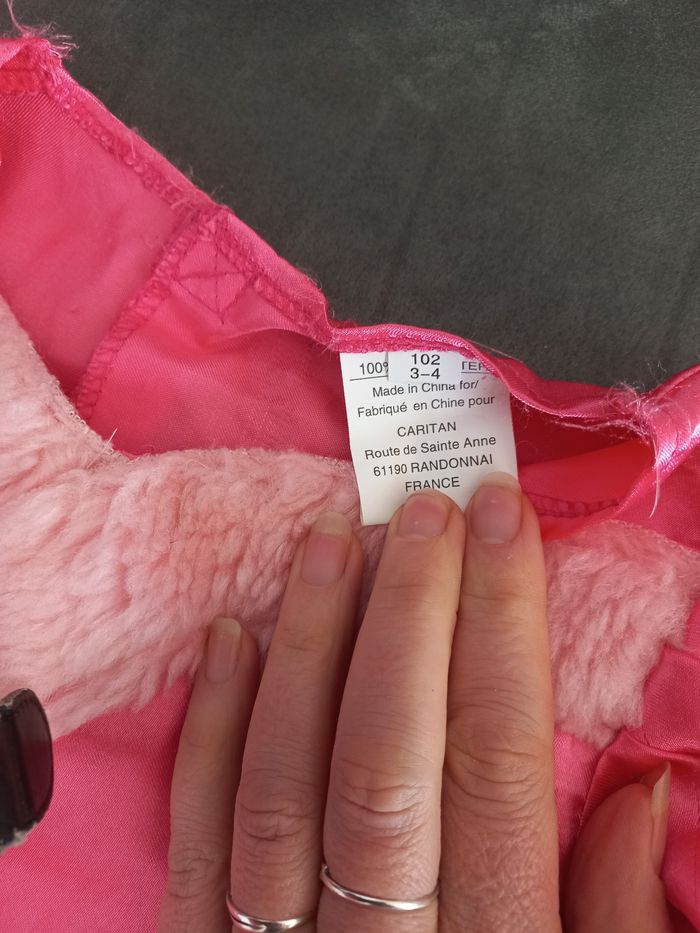 102
3-4
100%
Made in China for/
Fabriqué en Chine pour
CARITAN
Route de Sainte Anne
61190 RANDONNAI
FRANCE